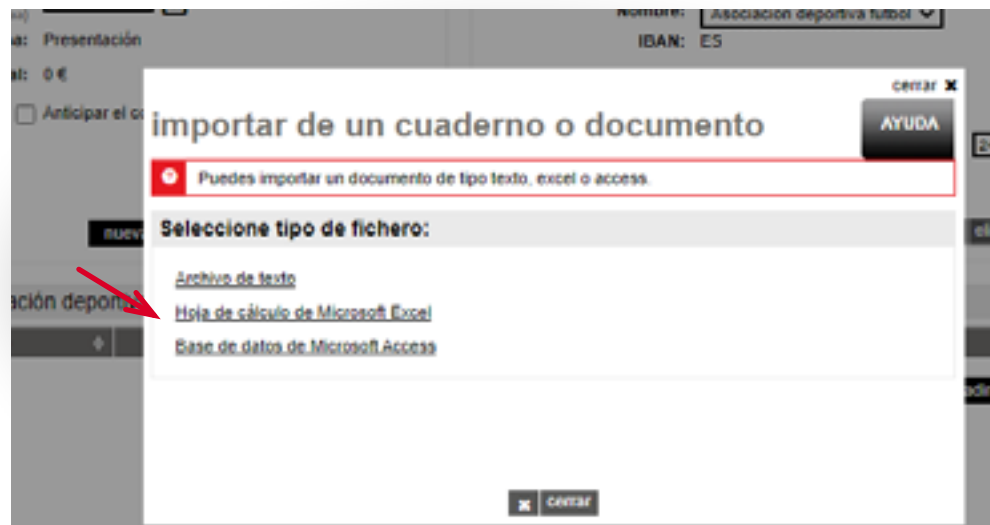 Nombre: Asociación deportiva futbol
Presentación
IBAN: ES
0 €
Anticipar el
cerrar
importar de un cuaderno o documento
AYUDA
Puedes importar un documento de tipo texto, excel o access.
Seleccione tipo de fichero:
Archivo de texto
Hoja de cálculo de Microsoft Excel
Base de datos de Microsoft Access
cerrar